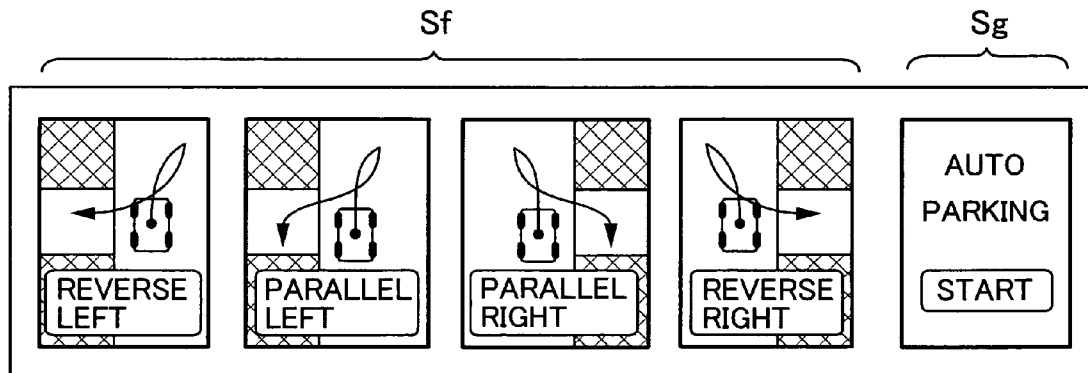 Sf
Sg
REVERSE
LEFT
PARALLEL
LEFT
PARALLEL
RIGHT
REVERSE
RIGHT
AUTO
PARKING
START